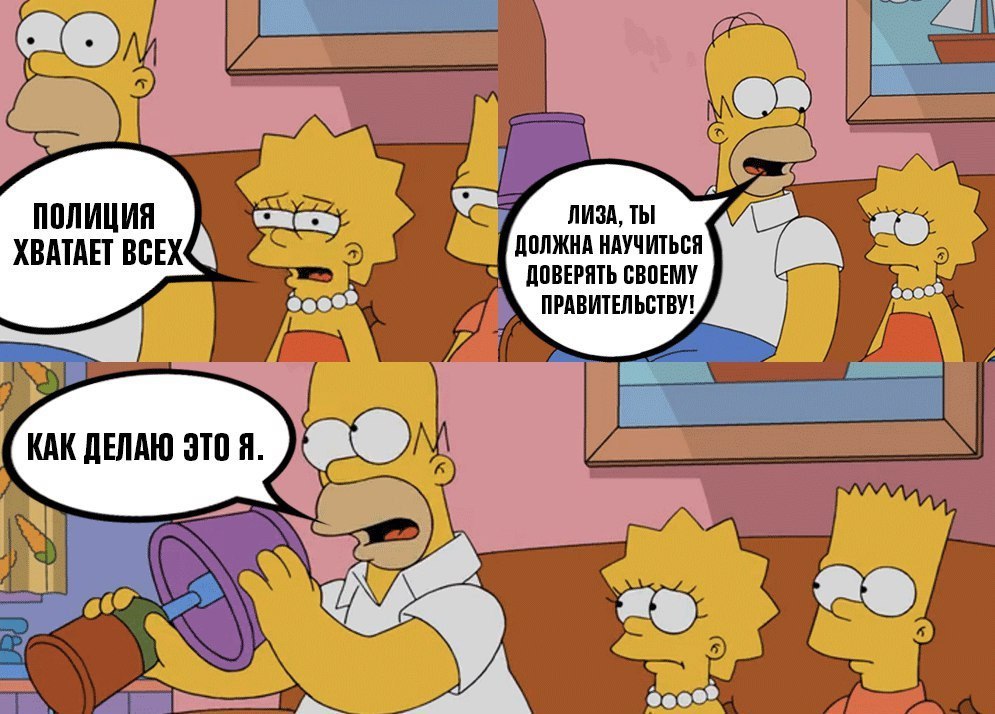 ПОЛИЦИЯ
ХВАТАЕТ ВСЕХ
ЛИЗА, ТЫ
ДОЛЖНА НАУЧИТЬСЯ
ДОВЕРЯТЬ СВОЕМУ
ПРАВИТЕЛЬСТВУ!
КАК ДЕЛАЮ ЭТО Я.